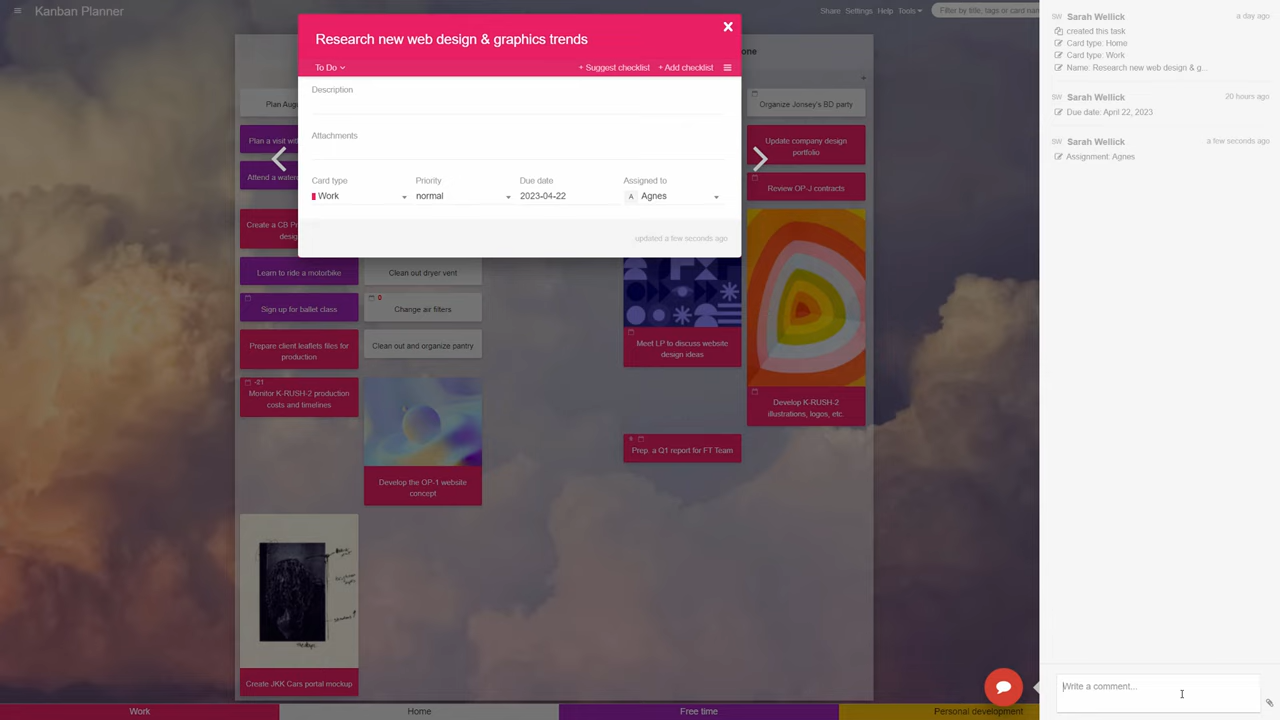 Kanban Planner
Share Settings Help Tools
Filter by title, tags or card nam
Research new web design & graphics trends
To Do
+ Suggest checklist + Add checklist
Description
Attachments
Card type Priority Due date Assigned to
Work normal 2023-04-22 A Agnes
updated a few seconds ago
one
Plan Aug
Plan a visit with
Attend a water
Create a CB Pr
desig
Learn to ride a motorbike
Sign up for ballet class
Prepare client leaflets files for
production
-21
Monitor K-RUSH-2 production
costs and timelines
Create JKK Cars portal mockup
Clean out dryer vent
0
Change air filters
Clean out and organize pantry
Develop the OP-1 website
concept
Meet LP to discuss website
design ideas
Prep. a Q1 report for FT Team
+
Organize Jonsey's BD party
Update company design
portfolio
Review OP-J contracts
Develop K-RUSH-2
illustrations, logos, etc.
Work Home Free time Personal development
SW Sarah Wellick a day ago
created this task
Card type: Home
Card type: Work
Name: Research new web design & g...
SW Sarah Wellick 20 hours ago
Due date: April 22, 2023
SW Sarah Wellick a few seconds ago
Assignment: Agnes
Write a comment...